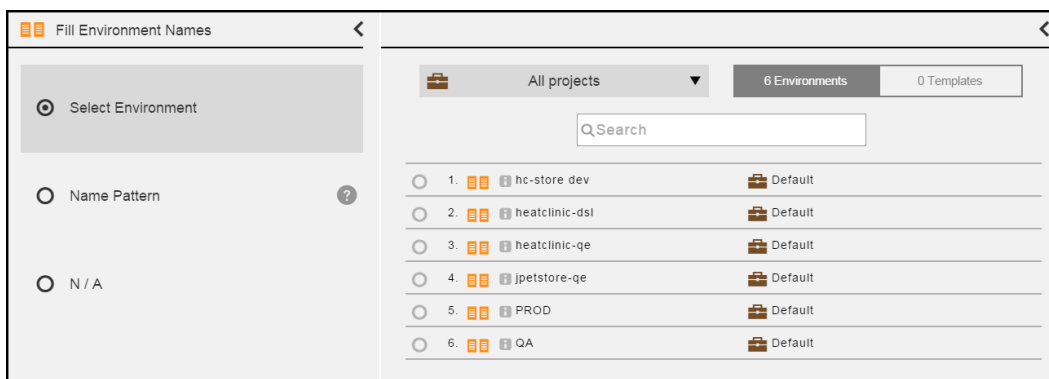 Fill Environment Names
Select Environment
Name Pattern ?
N / A
All projects
6 Environments 0 Templates
Search
1. hc-store dev Default
2. heatclinic-dsl Default
3. heatclinic-qe Default
4. jpetstore-qe Default
5. PROD Default
6. QA Default